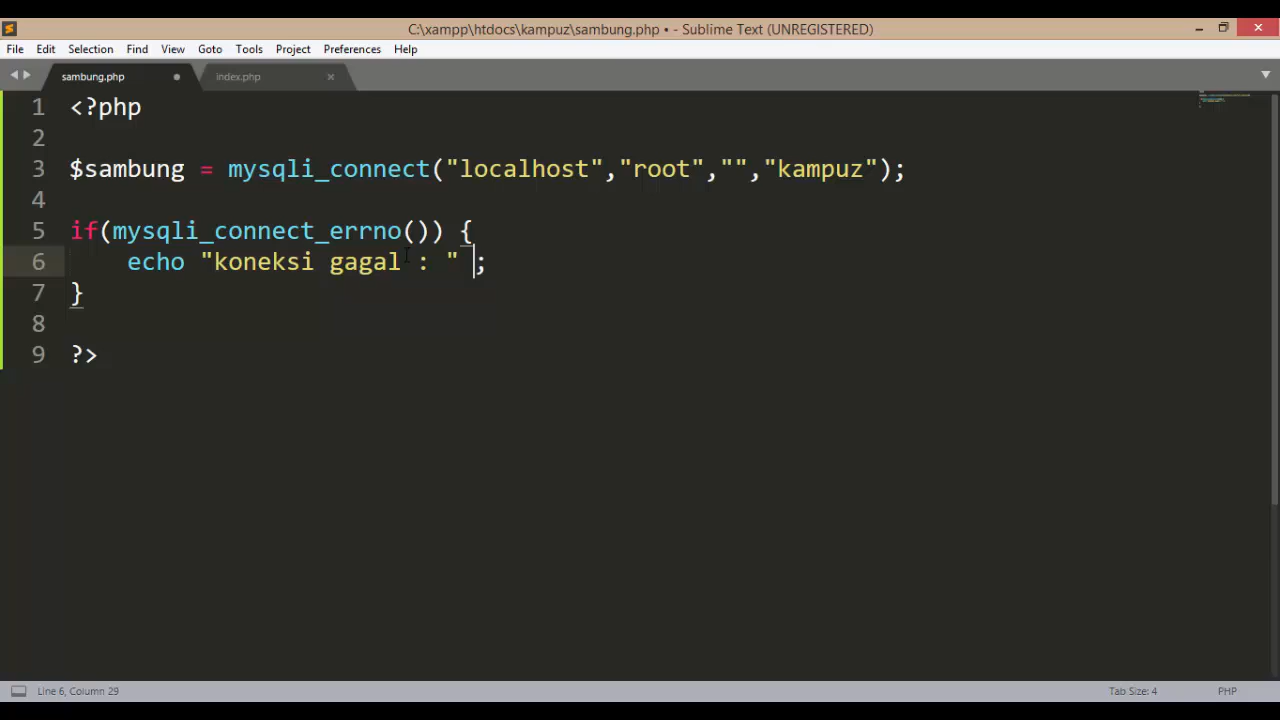 C:\xampp\htdocs\kampuz\sambung.php • - Sublime Text (UNREGISTERED)
File Edit Selection Find View Goto Tools Project Preferences Help
sambung.php index.php
1 <?php
2
3 $sambung = mysqli_connect("localhost","root","","kampuz");
4
5 if(mysqli_connect_errno()) {
6 echo "koneksi gagal : " ;
7 }
8
9 ?>
Line 6, Column 29 Tab Size: 4 PHP